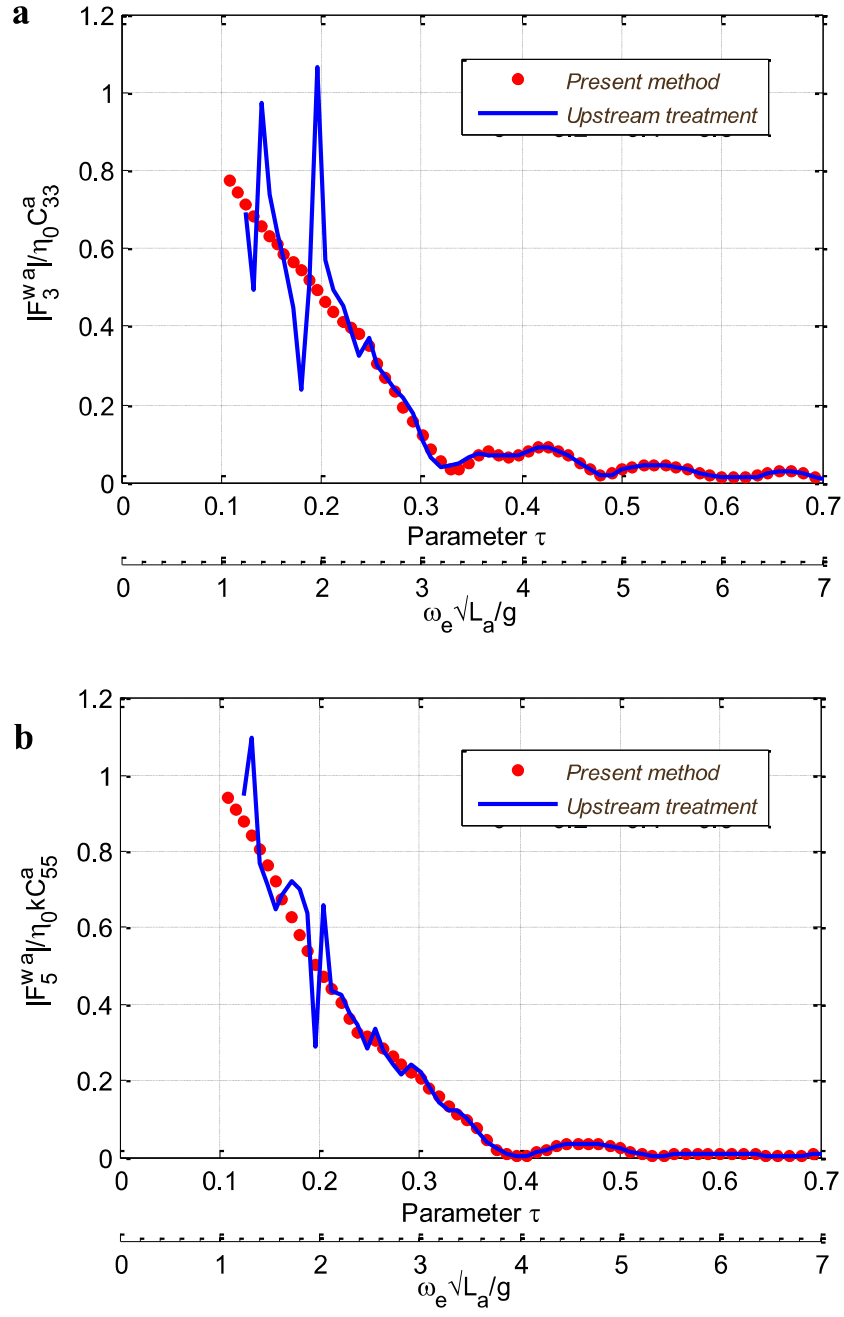 a
1.2
1
0.8
0.6
0.4
0.2
0
|F₃ʷᵃ|/η₀C₃₃ᵃ
Present method
Upstream treatment
0 0.1 0.2 0.3 0.4 0.5 0.6 0.7
Parameter τ
0 1 2 3 4 5 6 7
ωₑ√Lₐ/g
b
1.2
1
0.8
0.6
0.4
0.2
0
|F₅ʷᵃ|/η₀kC₅₅ᵃ
Present method
Upstream treatment
0 0.1 0.2 0.3 0.4 0.5 0.6 0.7
Parameter τ
0 1 2 3 4 5 6 7
ωₑ√Lₐ/g